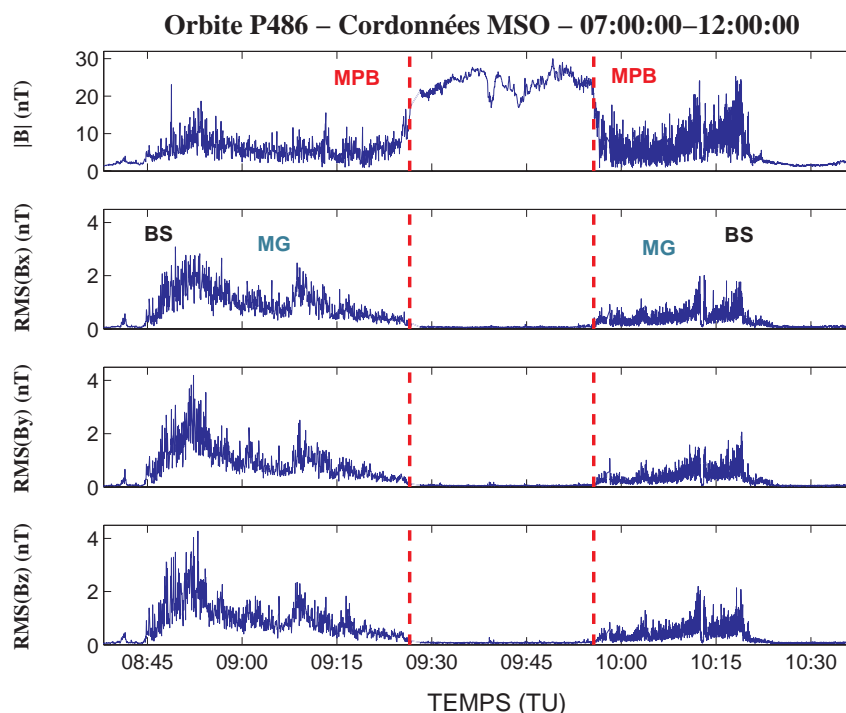 Orbite P486 – Cordonnées MSO – 07:00:00–12:00:00
|B| (nT)
30
20
10
0
MPB
MPB
RMS(Bx) (nT)
4
2
0
BS
MG
MG
BS
RMS(By) (nT)
4
2
0
RMS(Bz) (nT)
4
2
0
08:45 09:00 09:15 09:30 09:45 10:00 10:15 10:30
TEMPS (TU)